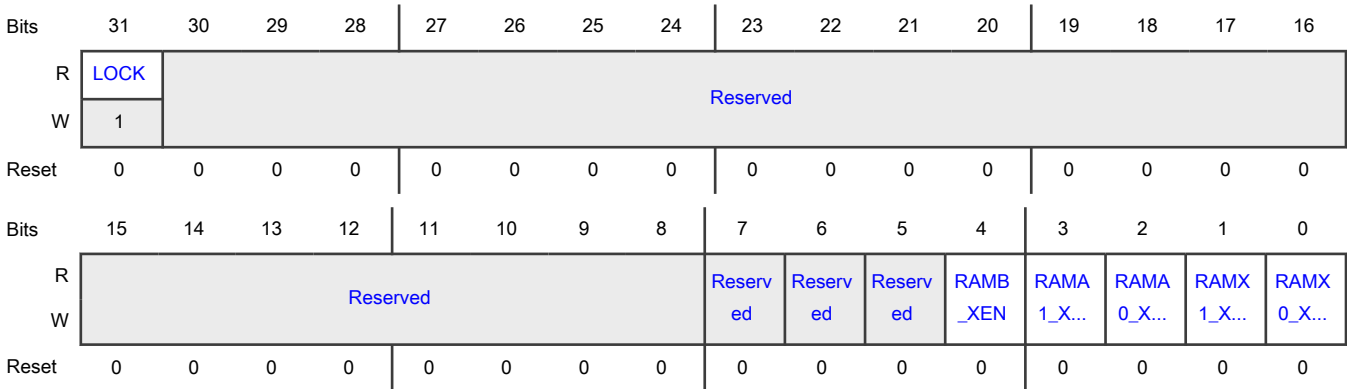 Bits 31 30 29 28 27 26 25 24 23 22 21 20 19 18 17 16
R LOCK Reserved
W 1
Reset 0 0 0 0 0 0 0 0 0 0 0 0 0 0 0 0
Bits 15 14 13 12 11 10 9 8 7 6 5 4 3 2 1 0
R Reserved Reserv Reserv Reserv RAMB RAMA RAMA RAMX RAMX
W ed ed ed _XEN 1_X... 0_X... 1_X... 0_X...
Reset 0 0 0 0 0 0 0 0 0 0 0 0 0 0 0 0